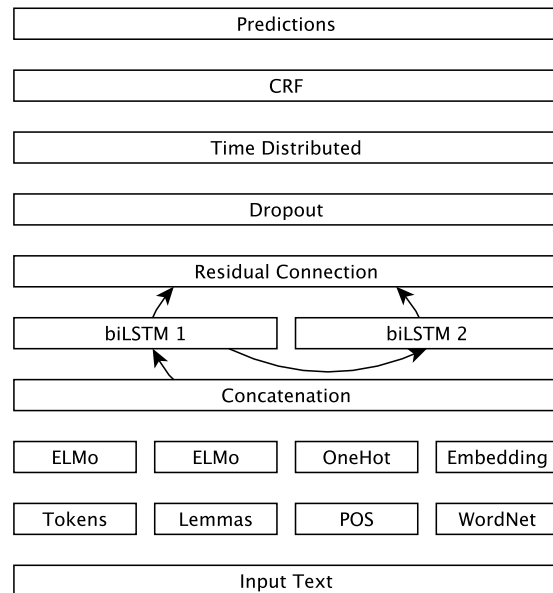 Predictions
CRF
Time Distributed
Dropout
Residual Connection
biLSTM 1 biLSTM 2
Concatenation
ELMo ELMo OneHot Embedding
Tokens Lemmas POS WordNet
Input Text